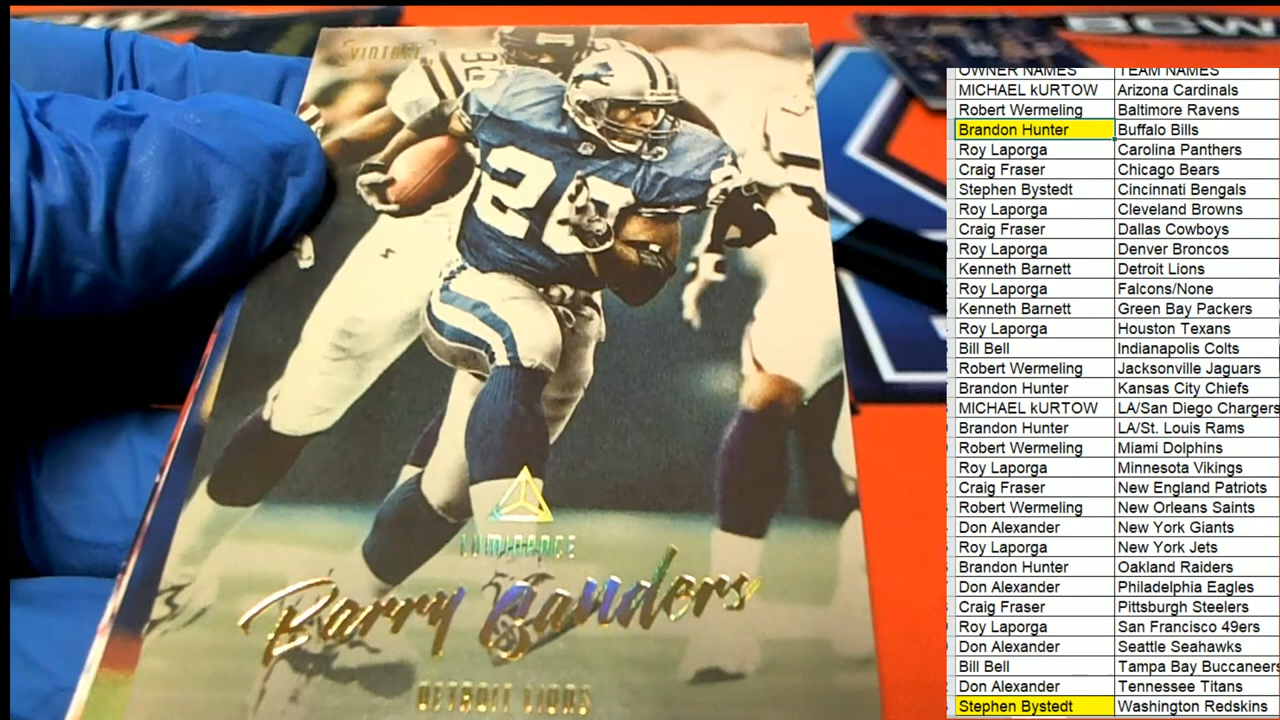 VINTAGE
20
LUMINANCE
Barry Sanders
DETROIT LIONS
BCW
OWNER NAMES TEAM NAMES
MICHAEL kURTOW Arizona Cardinals
Robert Wermeling Baltimore Ravens
Brandon Hunter Buffalo Bills
Roy Laporga Carolina Panthers
Craig Fraser Chicago Bears
Stephen Bystedt Cincinnati Bengals
Roy Laporga Cleveland Browns
Craig Fraser Dallas Cowboys
Roy Laporga Denver Broncos
Kenneth Barnett Detroit Lions
Roy Laporga Falcons/None
Kenneth Barnett Green Bay Packers
Roy Laporga Houston Texans
Bill Bell Indianapolis Colts
Robert Wermeling Jacksonville Jaguars
Brandon Hunter Kansas City Chiefs
MICHAEL kURTOW LA/San Diego Chargers
Brandon Hunter LA/St. Louis Rams
Robert Wermeling Miami Dolphins
Roy Laporga Minnesota Vikings
Craig Fraser New England Patriots
Robert Wermeling New Orleans Saints
Don Alexander New York Giants
Roy Laporga New York Jets
Brandon Hunter Oakland Raiders
Don Alexander Philadelphia Eagles
Craig Fraser Pittsburgh Steelers
Roy Laporga San Francisco 49ers
Don Alexander Seattle Seahawks
Bill Bell Tampa Bay Buccaneers
Don Alexander Tennessee Titans
Stephen Bystedt Washington Redskins